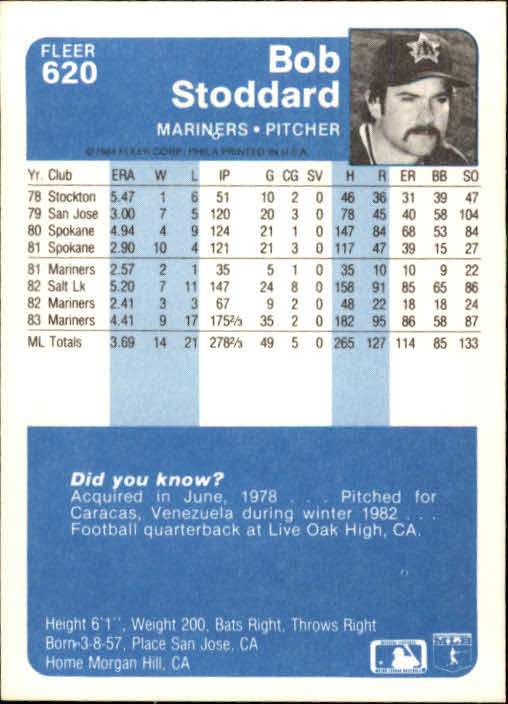 FLEER
620
Bob
Stoddard
MARINERS • PITCHER
© 1984 FLEER CORP. PHILA PRINTED IN U.S.A.
Yr. Club ERA W L IP G CG SV H R ER BB SO
78 Stockton 5.47 1 6 51 10 2 0 46 36 31 39 47
79 San Jose 3.00 7 5 120 20 3 0 78 45 40 58 104
80 Spokane 4.94 4 9 124 21 1 0 147 84 68 53 84
81 Spokane 2.90 10 4 121 21 3 0 117 47 39 15 27
81 Mariners 2.57 2 1 35 5 1 0 35 10 10 9 22
82 Salt Lk 5.20 7 11 147 24 8 0 158 91 85 65 86
82 Mariners 2.41 3 3 67 9 2 0 48 22 18 18 24
83 Mariners 4.41 9 17 175⅔ 35 2 0 182 95 86 58 87
ML Totals 3.69 14 21 278⅔ 49 5 0 265 127 114 85 133
Did you know?
Acquired in June, 1978 . . . Pitched for
Caracas, Venezuela during winter 1982 . . .
Football quarterback at Live Oak High, CA.
Height 6'1'', Weight 200, Bats Right, Throws Right
Born-3-8-57, Place San Jose, CA
Home Morgan Hill, CA